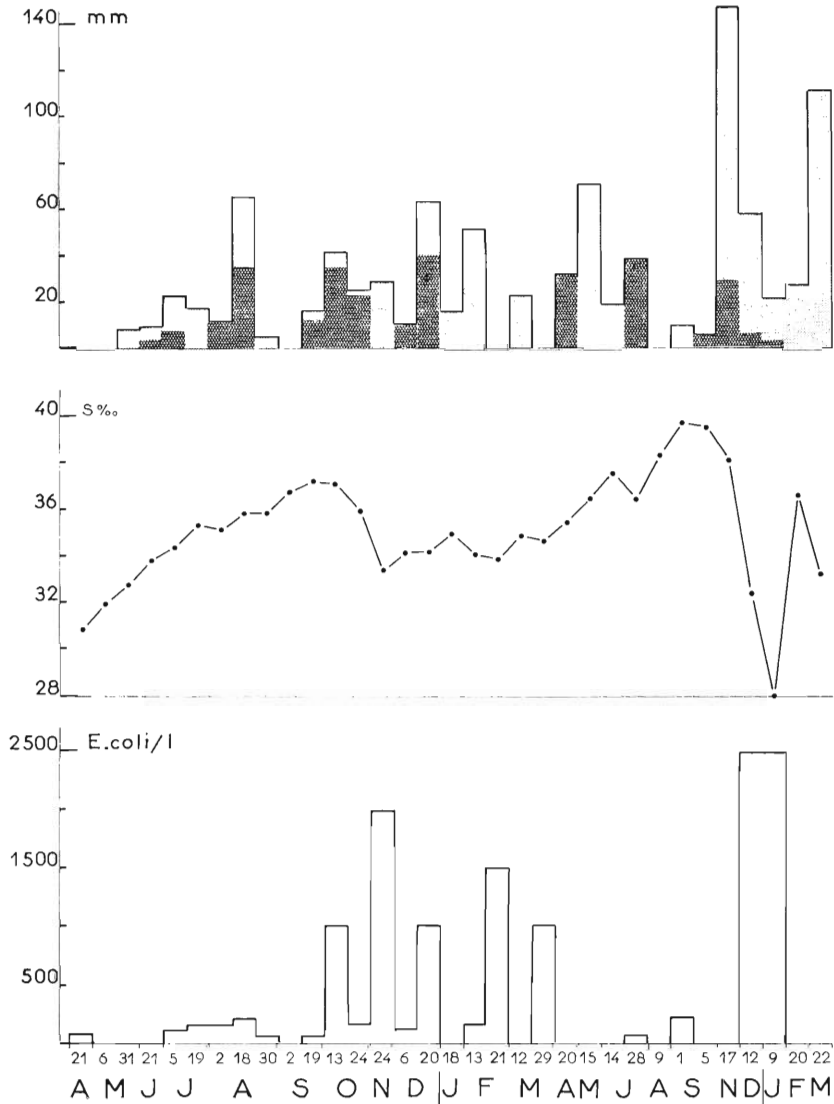 140 mm
100
60
20
40 S‰
36
32
28
2500 E.coli/l
1500
500
21 6 31 21 5 19 2 18 30 2 19 13 24 24 6 20 18 13 21 12 29 20 15 14 28 9 1 5 17 12 9 20 22
A M J J A S O N D J F M A M J A S N D J F M